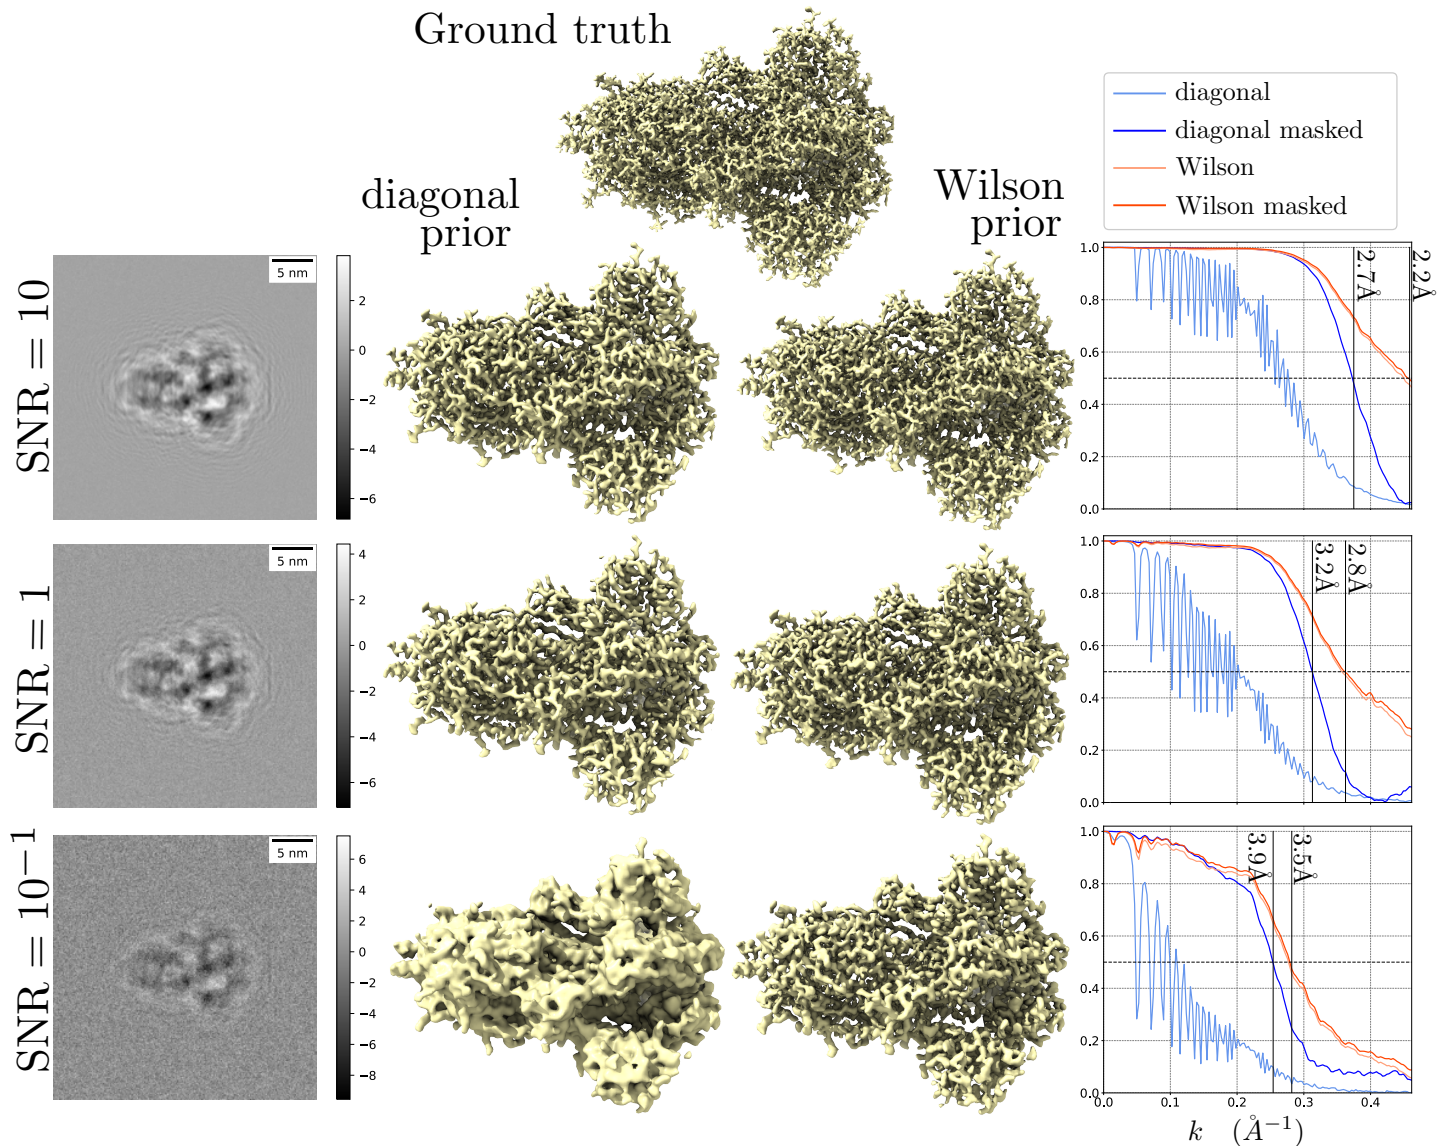 Ground truth
diagonal
prior
Wilson
prior
diagonal
diagonal masked
Wilson
Wilson masked
SNR = 10
5 nm
2
0
−2
−4
−6
1.0
0.8
0.6
0.4
0.2
0.0
2.7Å
2.2Å
SNR = 1
5 nm
4
2
0
−2
−4
−6
1.0
0.8
0.6
0.4
0.2
0.0
3.2Å
2.8Å
SNR = 10⁻¹
5 nm
6
4
2
0
−2
−4
−6
−8
1.0
0.8
0.6
0.4
0.2
0.0
3.9Å
3.5Å
0.0 0.1 0.2 0.3 0.4
k (Å⁻¹)